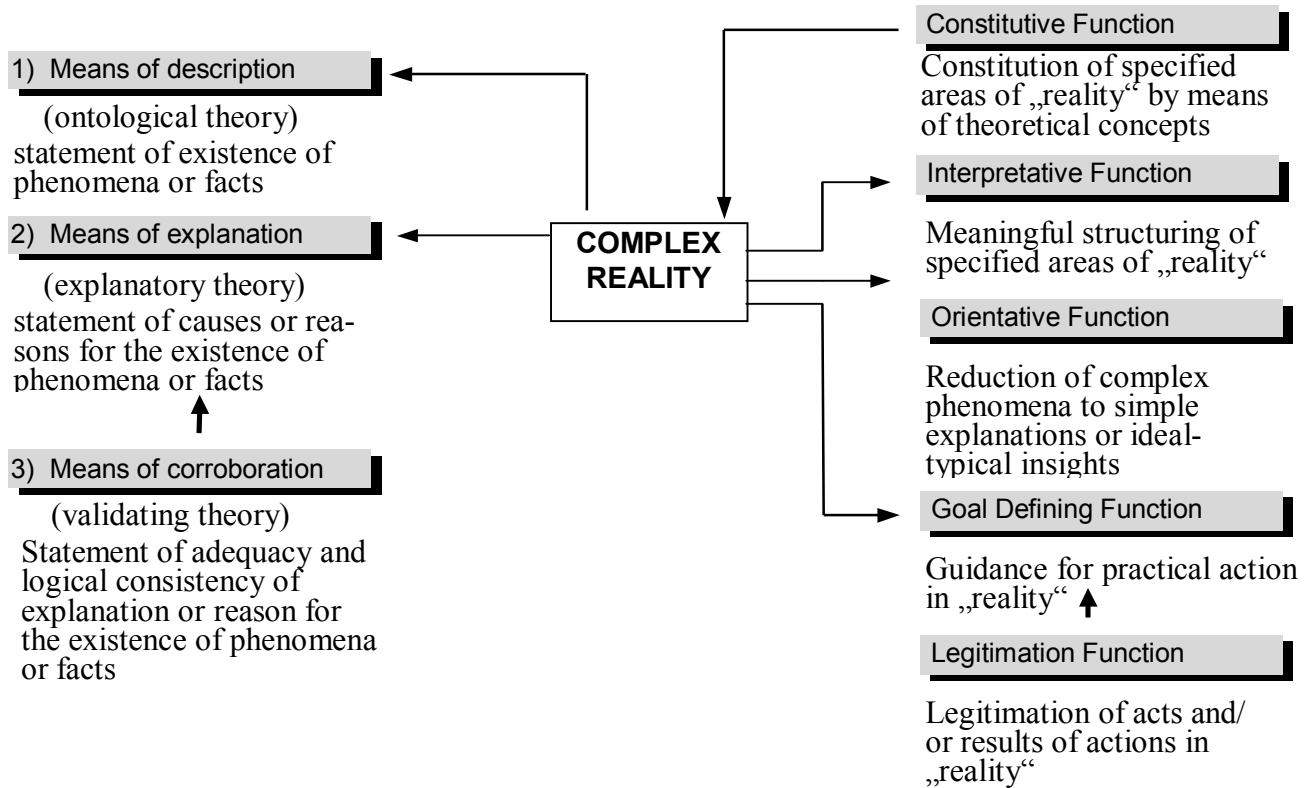 1) Means of description
(ontological theory)
statement of existence of
phenomena or facts
2) Means of explanation
(explanatory theory)
statement of causes or rea-
sons for the existence of
phenomena or facts
3) Means of corroboration
(validating theory)
Statement of adequacy and
logical consistency of
explanation or reason for
the existence of phenomena
or facts
COMPLEX
REALITY
Constitutive Function
Constitution of specified
areas of „reality“ by means
of theoretical concepts
Interpretative Function
Meaningful structuring of
specified areas of „reality“
Orientative Function
Reduction of complex
phenomena to simple
explanations or ideal-
typical insights
Goal Defining Function
Guidance for practical action
in „reality“
Legitimation Function
Legitimation of acts and/
or results of actions in
„reality“